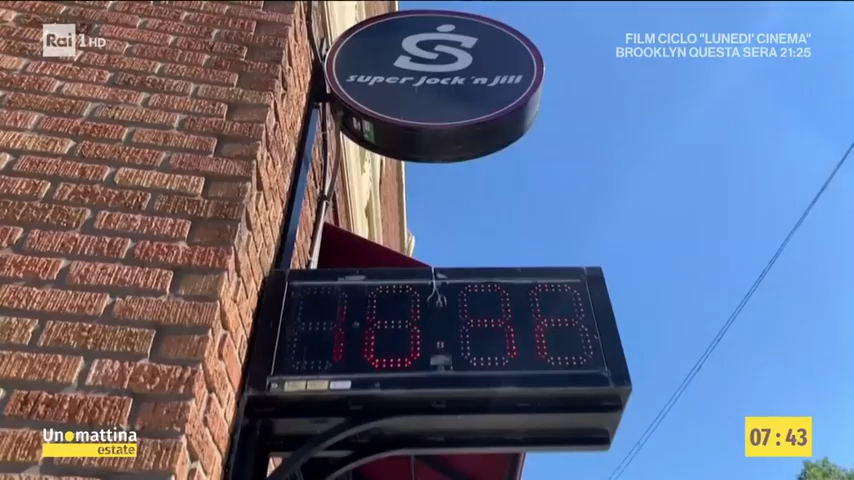 Rai 1 HD
FILM CICLO "LUNEDI' CINEMA"
BROOKLYN QUESTA SERA 21:25
S
super jock 'n jill
Unomattina
estate
07:43